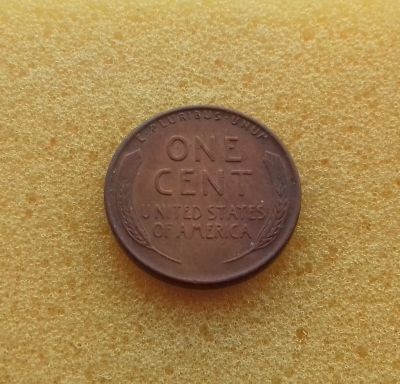 E·PLURIBUS·UNUM
ONE
CENT
UNITED STATES
OF AMERICA